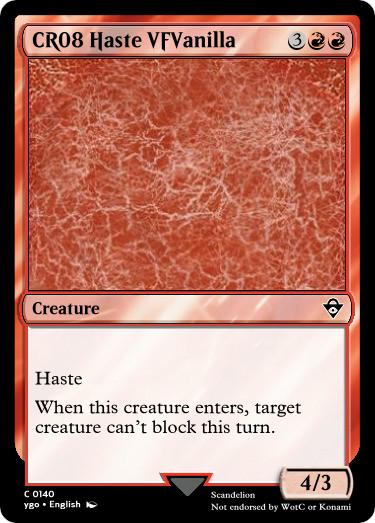 CR08 Haste VFVanilla 3
Creature
Haste
When this creature enters, target
creature can't block this turn.
4/3
C 0140
ygo • English
Scandelion
Not endorsed by WotC or Konami